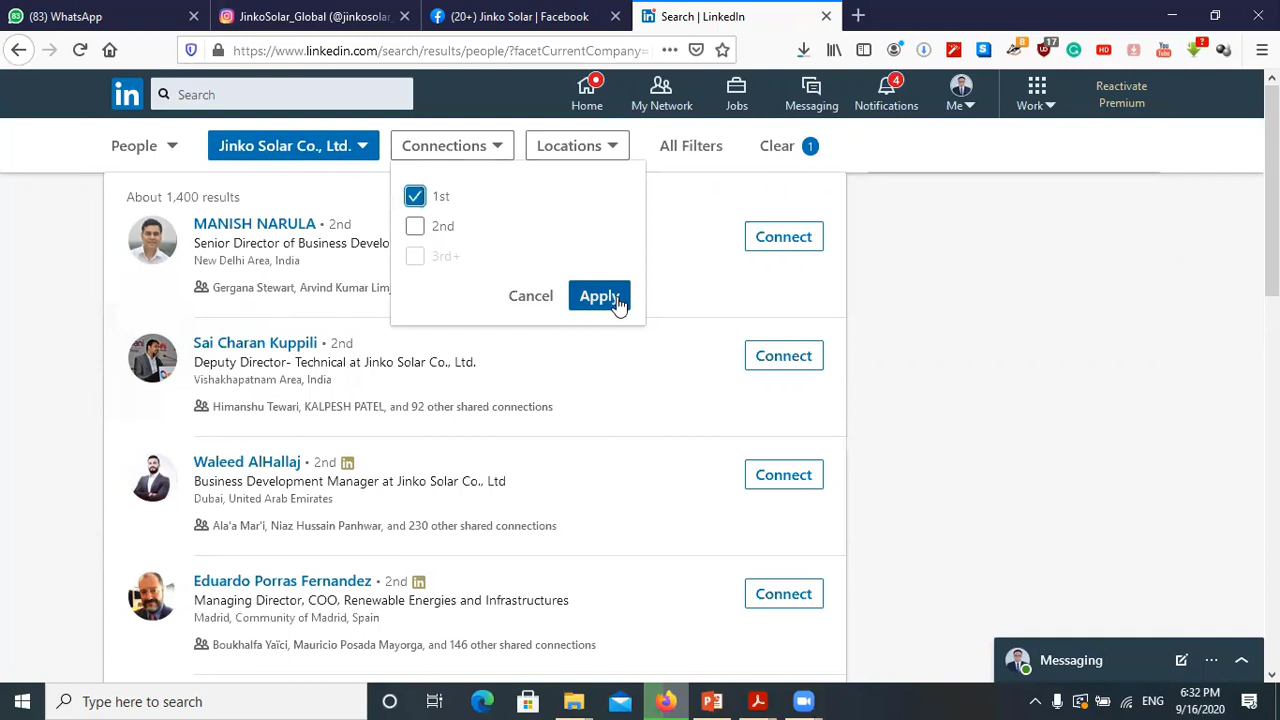 (83) WhatsApp
JinkoSolar_Global (@jinkosolar_
(20+) Jinko Solar | Facebook
Search | LinkedIn
https://www.linkedin.com/search/results/people/?facetCurrentCompany=
8
17
HD
?
in
Search
Home
My Network
Jobs
Messaging
4
Notifications
Me
Work
Reactivate
Premium
People
Jinko Solar Co., Ltd.
Connections
Locations
All Filters
Clear 1
About 1,400 results
1st
2nd
3rd+
Cancel
Apply
MANISH NARULA • 2nd
Senior Director of Business Develo
New Delhi Area, India
Gergana Stewart, Arvind Kumar Lim
Connect
Sai Charan Kuppili • 2nd
Deputy Director- Technical at Jinko Solar Co., Ltd.
Vishakhapatnam Area, India
Himanshu Tewari, KALPESH PATEL, and 92 other shared connections
Connect
Waleed AlHallaj • 2nd in
Business Development Manager at Jinko Solar Co., Ltd
Dubai, United Arab Emirates
Ala'a Mar'i, Niaz Hussain Panhwar, and 230 other shared connections
Connect
Eduardo Porras Fernandez • 2nd in
Managing Director, COO, Renewable Energies and Infrastructures
Madrid, Community of Madrid, Spain
Boukhalfa Yaïci, Mauricio Posada Mayorga, and 146 other shared connections
Connect
Messaging
Type here to search
ENG
6:32 PM
9/16/2020